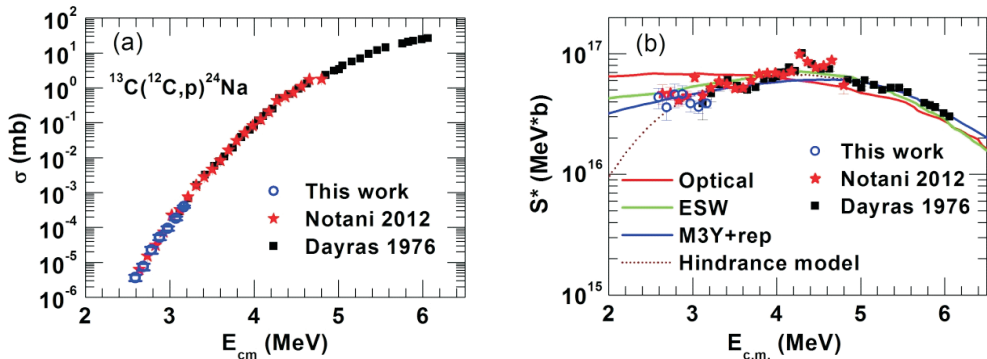 (a)
¹³C(¹²C,p)²⁴Na
σ (mb)
10²
10¹
10⁰
10⁻¹
10⁻²
10⁻³
10⁻⁴
10⁻⁵
10⁻⁶
This work
Notani 2012
Dayras 1976
2 3 4 5 6
E_cm (MeV)
(b)
S* (MeV*b)
10¹⁷
10¹⁶
10¹⁵
This work
Optical
Notani 2012
ESW
Dayras 1976
M3Y+rep
Hindrance model
2 3 4 5 6
E_c.m. (MeV)